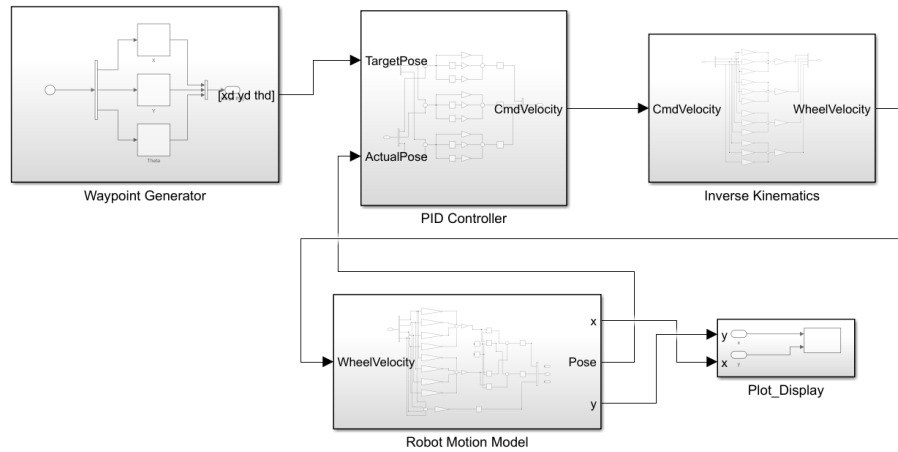 X
Y
Theta
[xd yd thd]
Waypoint Generator
TargetPose
ActualPose
CmdVelocity
PID Controller
CmdVelocity
WheelVelocity
Inverse Kinematics
WheelVelocity
x
Pose
y
Robot Motion Model
y
x
Plot_Display